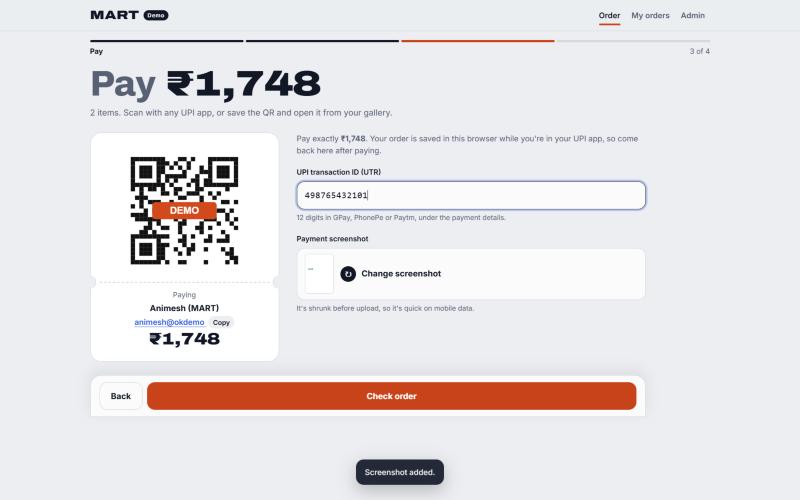 MART Demo
Order My orders Admin
Pay 3 of 4
Pay ₹1,748
2 items. Scan with any UPI app, or save the QR and open it from your gallery.
DEMO
Paying
Animesh (MART)
animesh@okdemo Copy
₹1,748
Pay exactly ₹1,748. Your order is saved in this browser while you're in your UPI app, so come
back here after paying.
UPI transaction ID (UTR)
498765432101
12 digits in GPay, PhonePe or Paytm, under the payment details.
Payment screenshot
Change screenshot
It's shrunk before upload, so it's quick on mobile data.
Back Check order
Screenshot added.